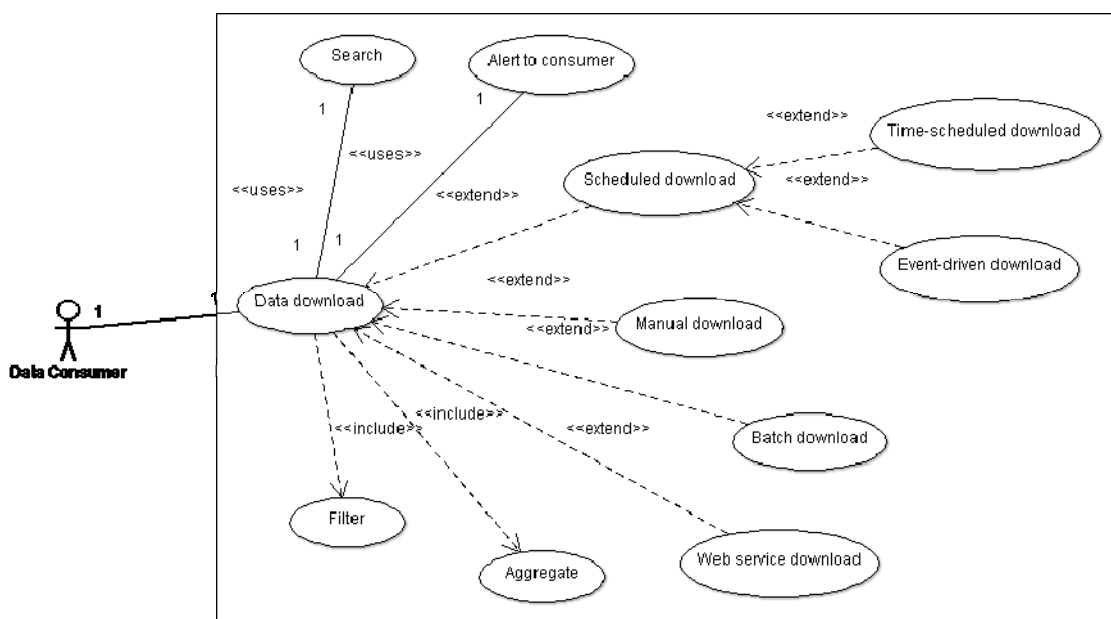 Search
Alert to consumer
1
1
<<extend>>
Time-scheduled download
<<uses>>
Scheduled download
<<extend>>
<<uses>>
<<extend>>
1
1
Event-driven download
<<extend>>
1
1
Data download
Manual download
<<extend>>
Data Consumer
<<include>>
<<include>>
<<extend>>
Batch download
Filter
Web service download
Aggregate